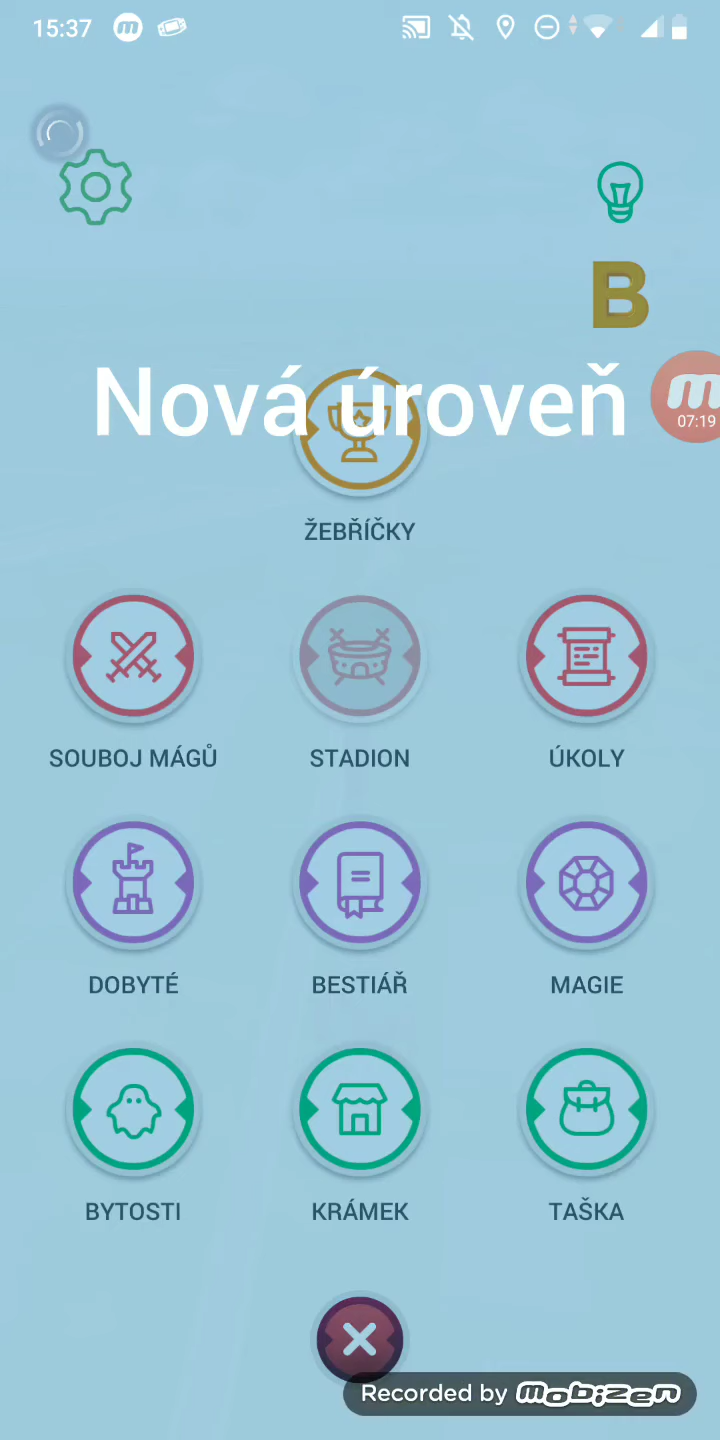 15:37
B
Nová úroveň
07:19
ŽEBŘÍČKY
SOUBOJ MÁGŮ
STADION
ÚKOLY
DOBYTÉ
BESTIÁŘ
MAGIE
BYTOSTI
KRÁMEK
TAŠKA
Recorded by mobizen